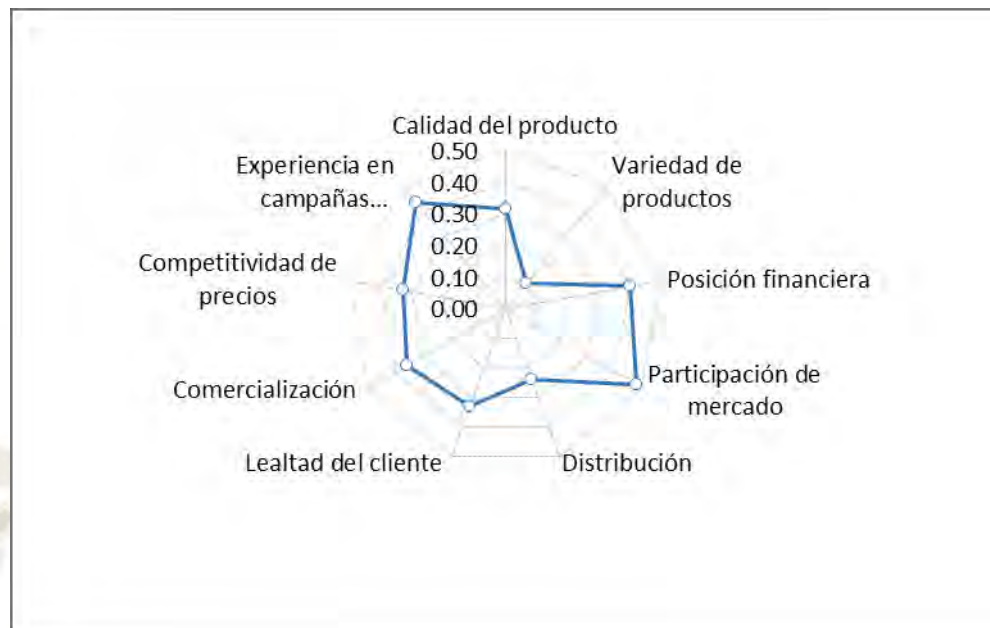 Calidad del producto
0.50
0.40
0.30
0.20
0.10
0.00
Variedad de
productos
Posición financiera
Participación de
mercado
Distribución
Lealtad del cliente
Comercialización
Competitividad de
precios
Experiencia en
campañas...